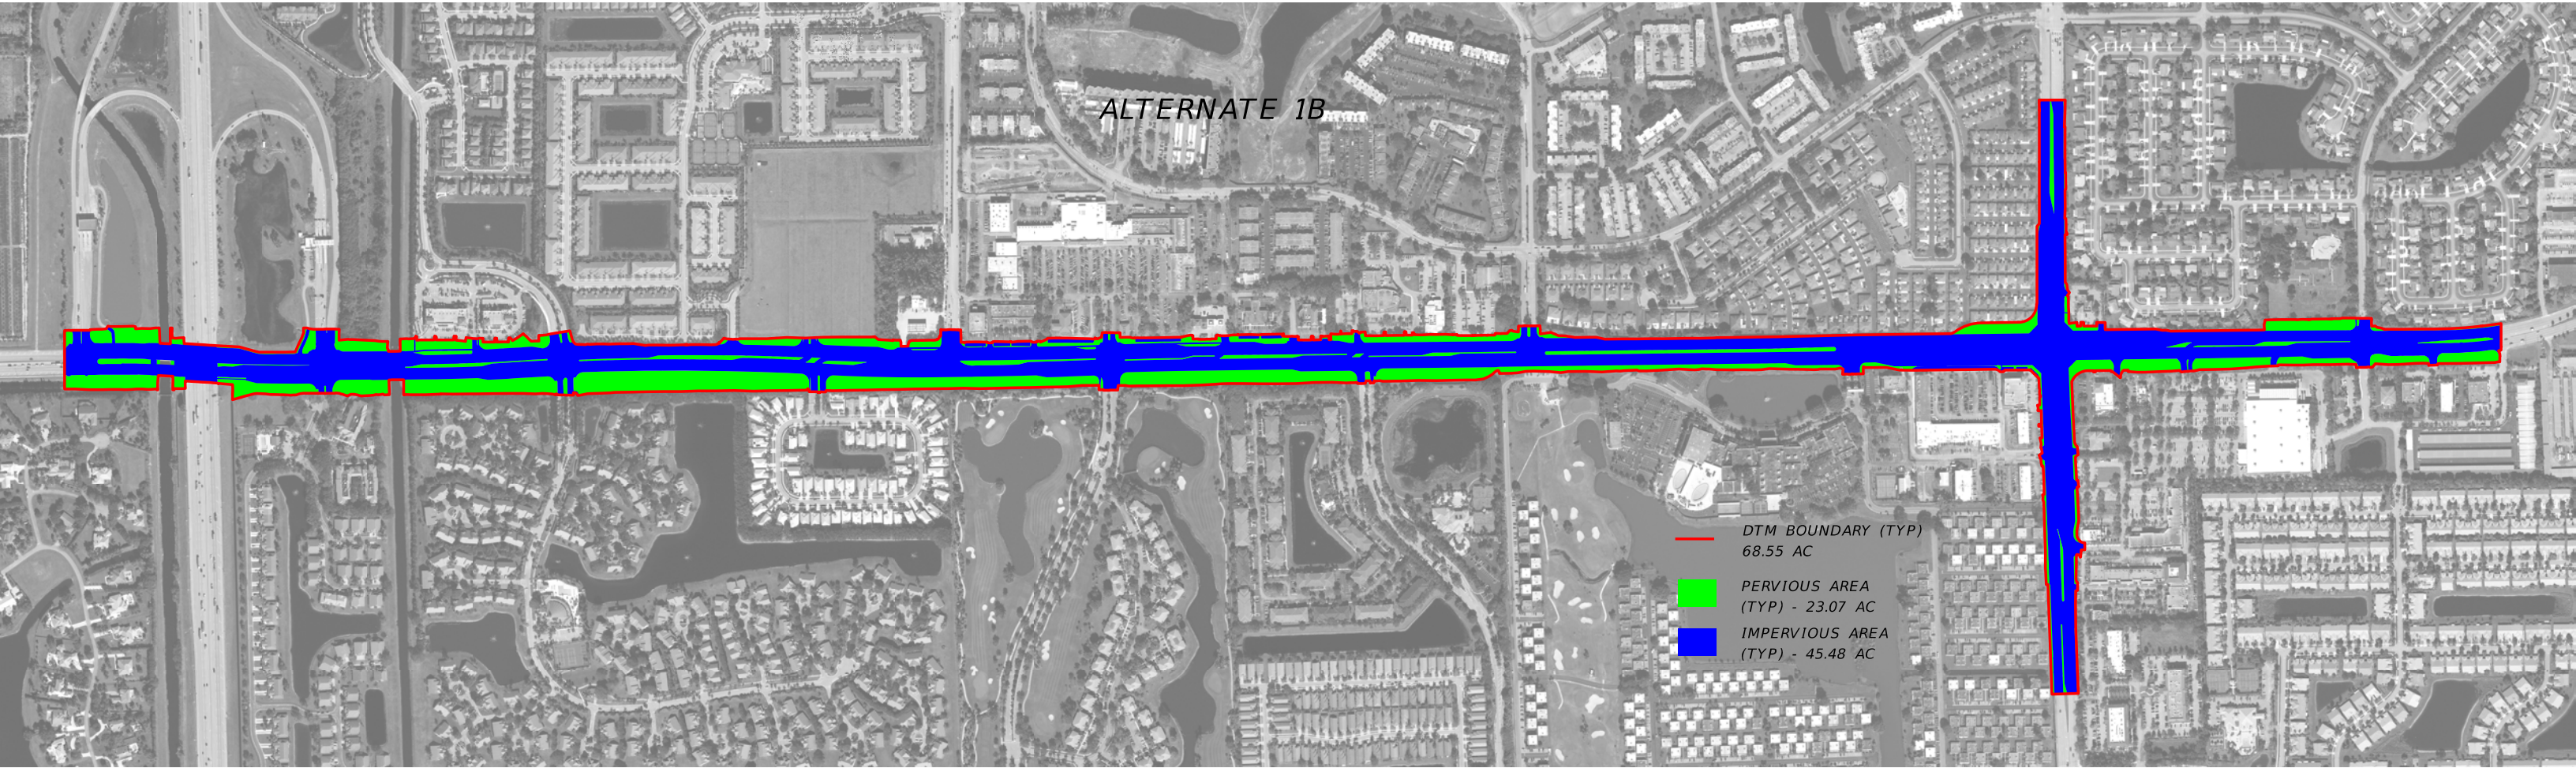 ALTERNATE 1B
DTM BOUNDARY (TYP)
68.55 AC
PERVIOUS AREA
(TYP) - 23.07 AC
IMPERVIOUS AREA
(TYP) - 45.48 AC